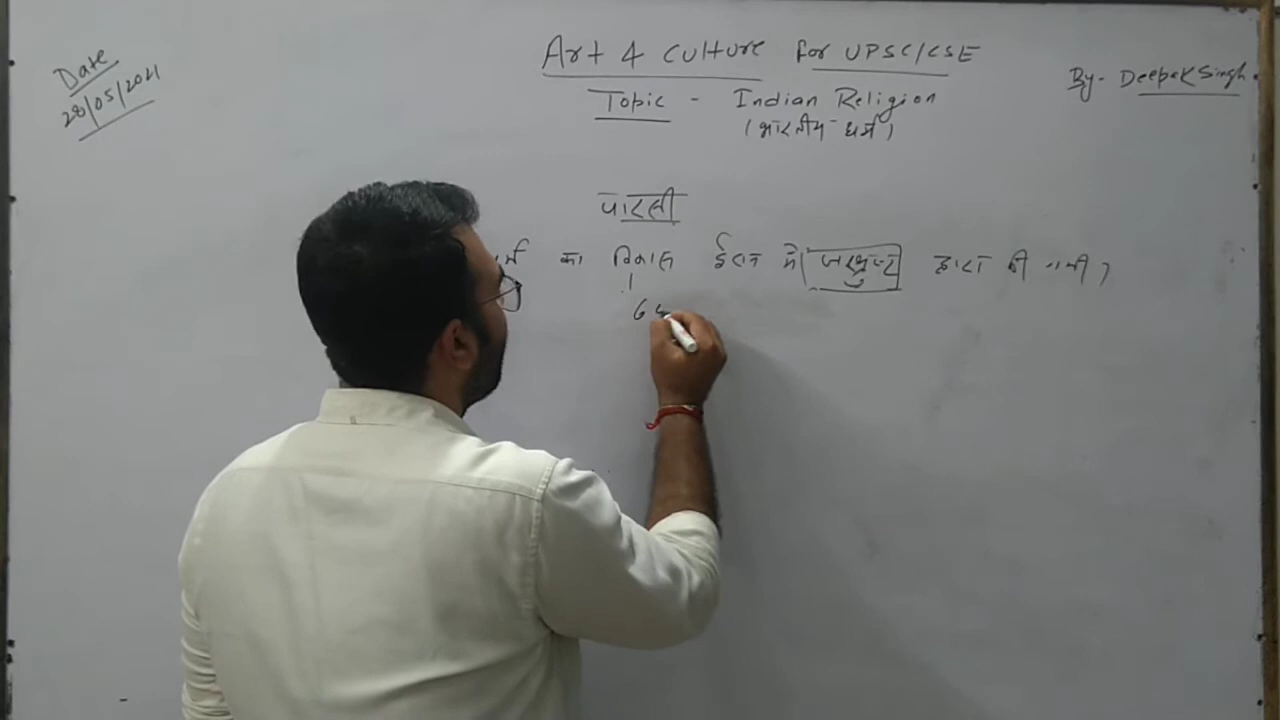 Date
28/05/2021
Art & Culture for UPSC/CSE
By- Deepak Singh
Topic - Indian Religion
(भारतीय धर्म)
पारसी
का विकास ईरान में जरथुष्ट द्वारा की गयी